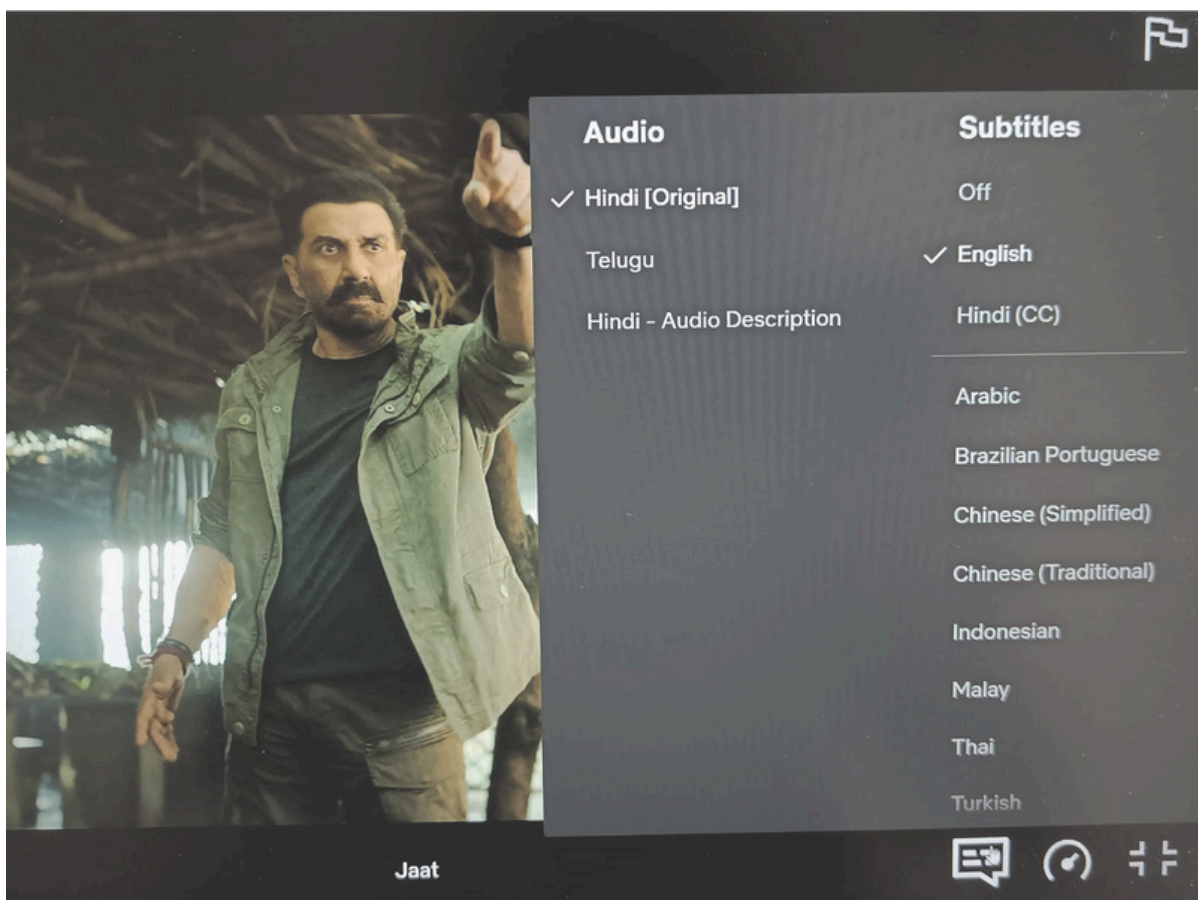 Audio
Hindi [Original]
Telugu
Hindi - Audio Description
Subtitles
Off
English
Hindi (CC)
Arabic
Brazilian Portuguese
Chinese (Simplified)
Chinese (Traditional)
Indonesian
Malay
Thai
Turkish
Jaat